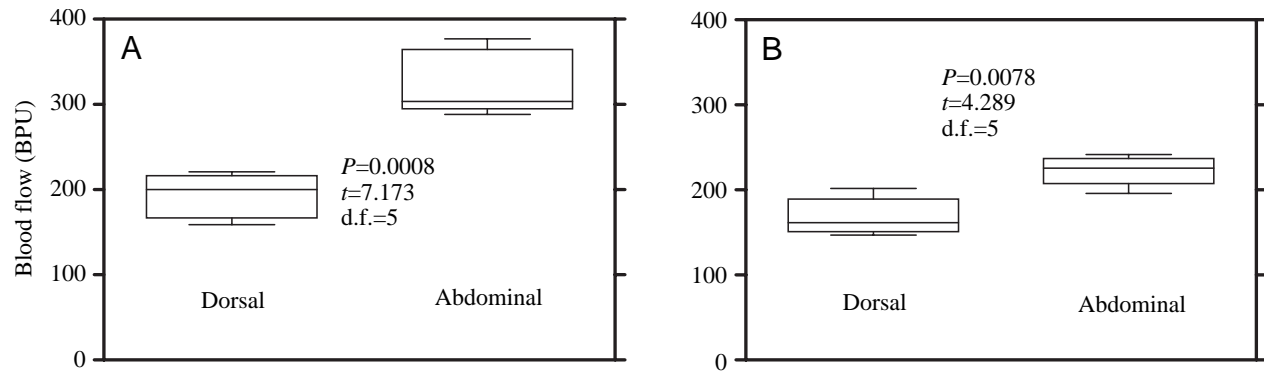 Blood flow (BPU)
400
300
200
100
0
A
P=0.0008
t=7.173
d.f.=5
Dorsal
Abdominal
400
300
200
100
0
B
P=0.0078
t=4.289
d.f.=5
Dorsal
Abdominal